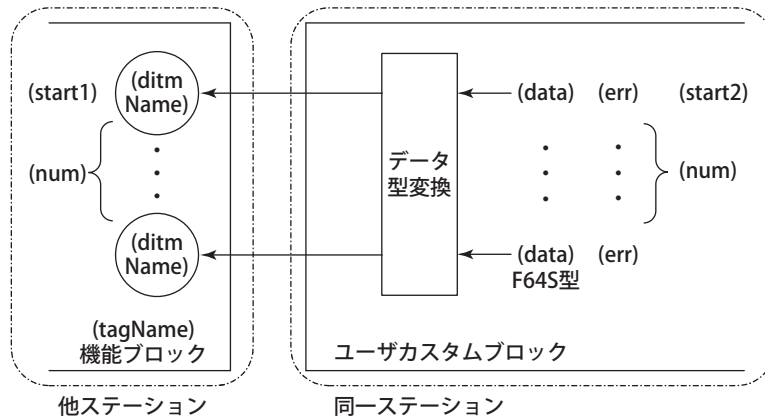 (start1)
(ditm
Name)
(data)
(err)
(start2)
(num)
データ
型変換
(num)
(ditm
Name)
(data)
(err)
F64S型
(tagName)
機能ブロック
ユーザカスタムブロック
他ステーション
同一ステーション